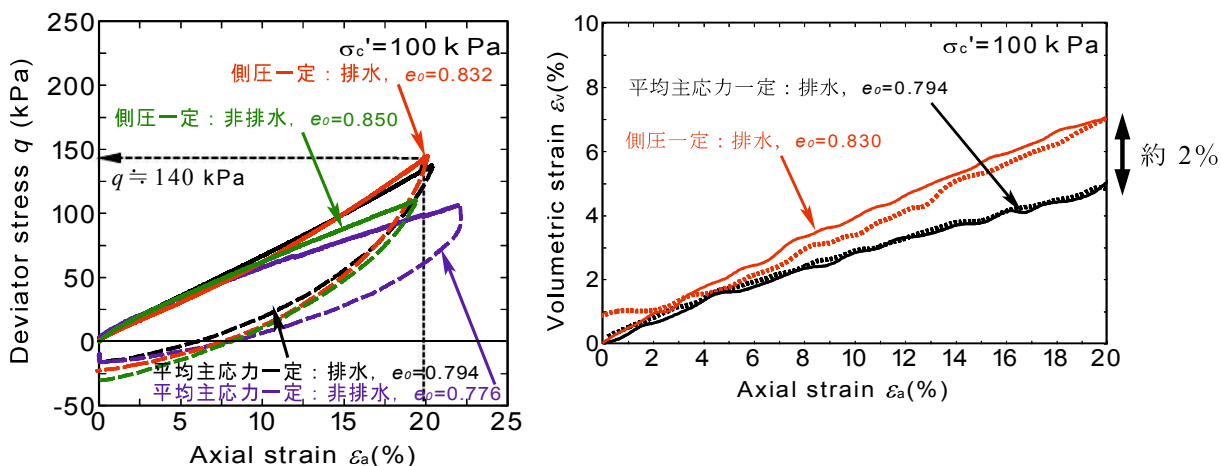 250
200
150
100
50
0
-50
Deviator stress q (kPa)
σc'=100 k Pa
側圧一定：排水，e0=0.832
側圧一定：非排水，e0=0.850
q≒140 kPa
平均主応力一定：排水，e0=0.794
平均主応力一定：非排水，e0=0.776
0 5 10 15 20 25
Axial strain εa(%)
10
8
6
4
2
0
Volumetric strain εv(%)
σc'=100 k Pa
平均主応力一定：排水，e0=0.794
側圧一定：排水，e0=0.830
約 2%
0 2 4 6 8 10 12 14 16 18 20
Axial strain εa(%)